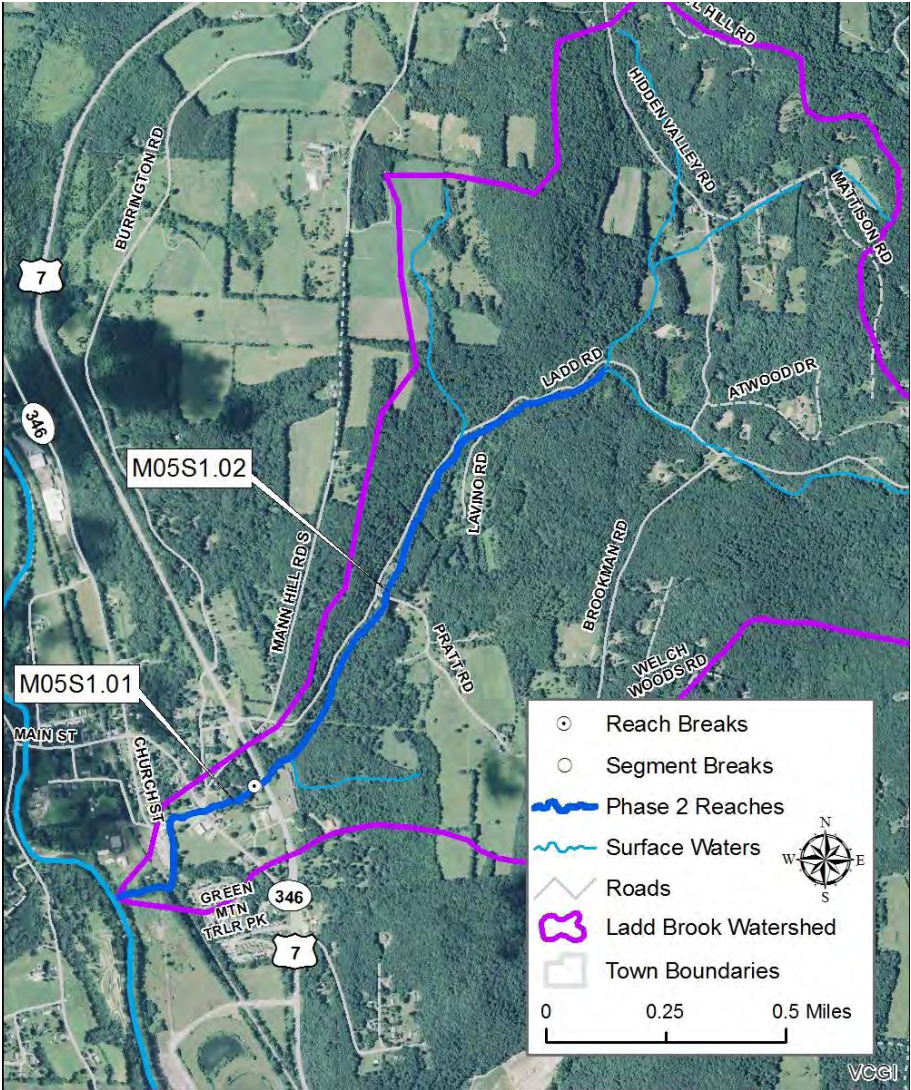 L HILL RD
HIDDEN VALLEY RD
BURRINGTON RD
MATTISON RD
7
LADD RD
ATWOOD DR
346
M05S1.02
LAVINO RD
BROOKMAN RD
MANN HILL RD S
PRATT RD
WELCH
WOODS RD
M05S1.01
MAIN ST
CHURCH ST
GREEN
MTN
TRLR PK
346
7
Reach Breaks
Segment Breaks
Phase 2 Reaches
Surface Waters
Roads
Ladd Brook Watershed
Town Boundaries
N
W
E
S
0 0.25 0.5 Miles
VCGI